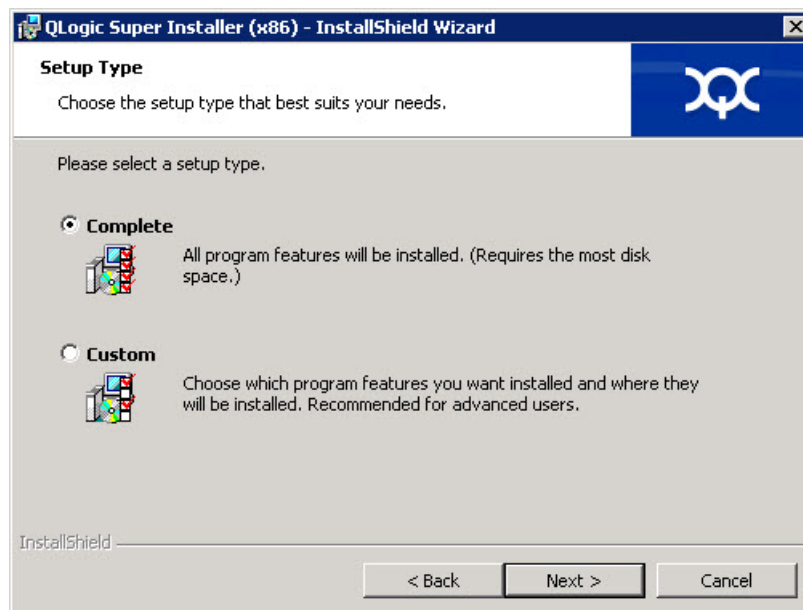 QLogic Super Installer (x86) - InstallShield Wizard
Setup Type
Choose the setup type that best suits your needs.
Please select a setup type.
Complete
All program features will be installed. (Requires the most disk
space.)
Custom
Choose which program features you want installed and where they
will be installed. Recommended for advanced users.
InstallShield
< Back
Next >
Cancel